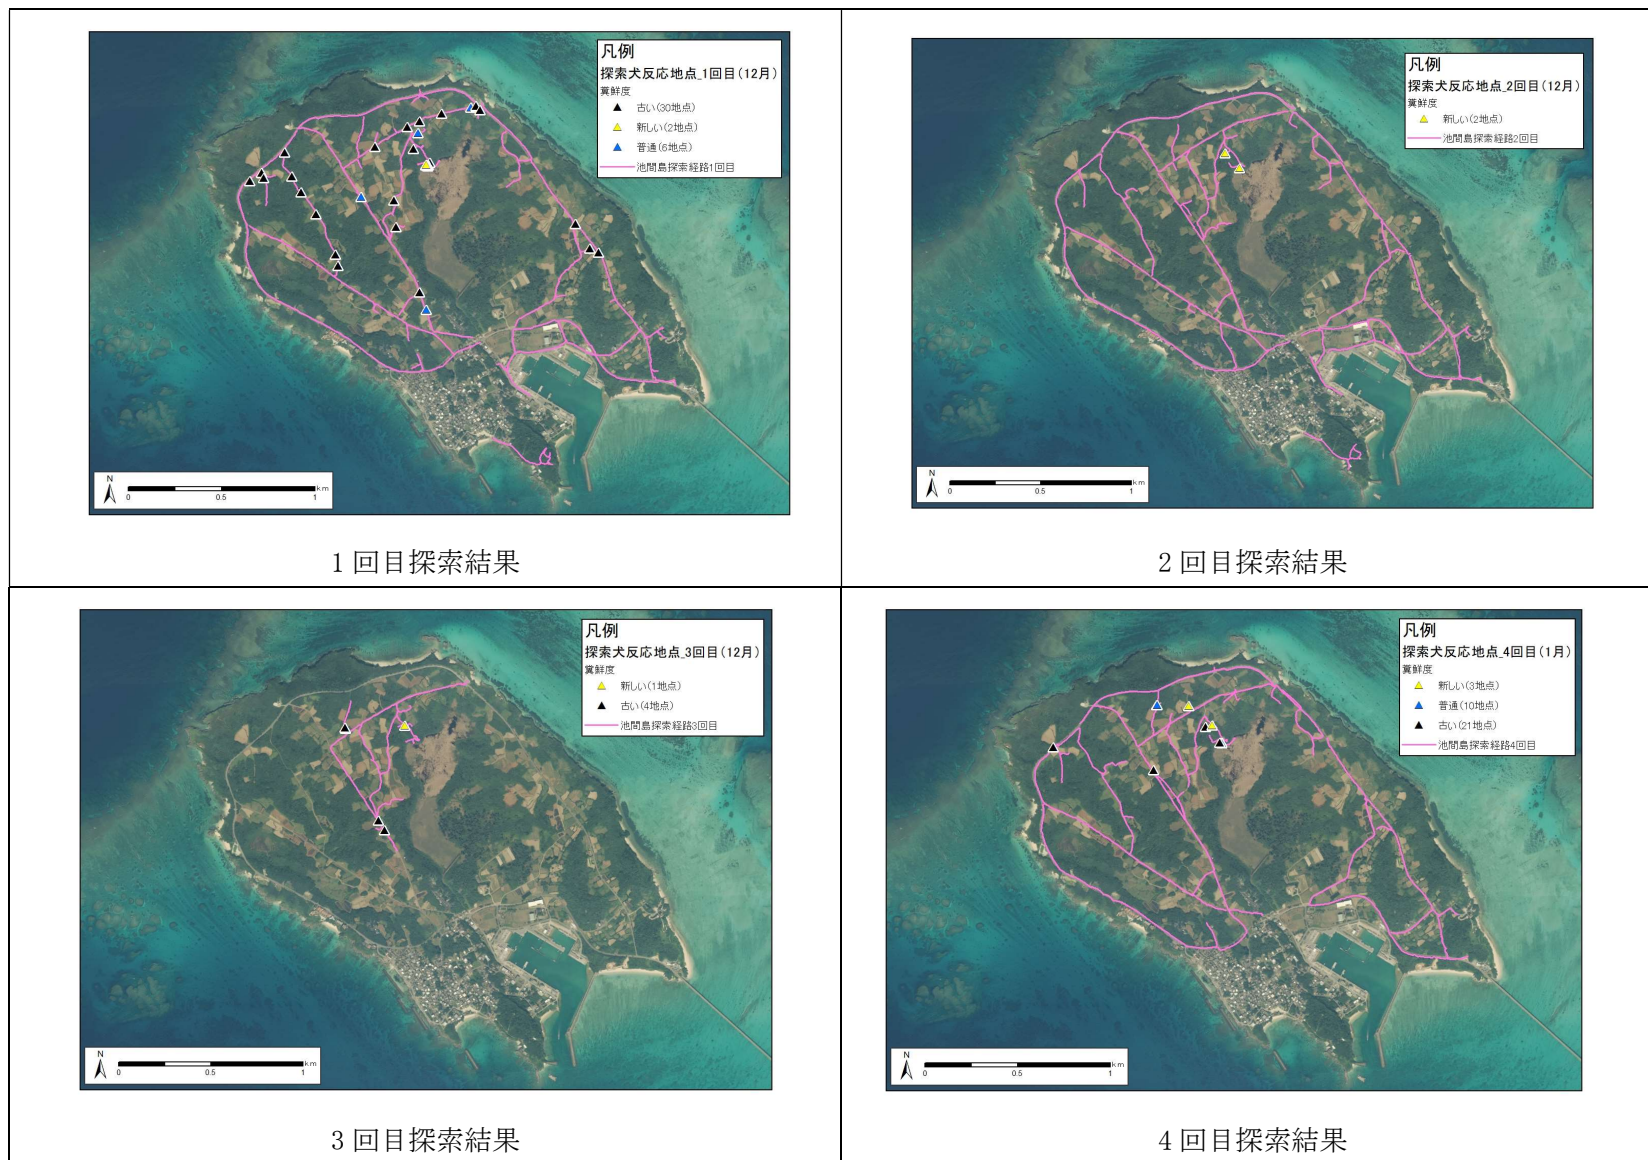 凡例
探索犬反応地点_1回目(12月)
糞鮮度
古い(30地点)
新しい(2地点)
普通(6地点)
池間島探索経路1回目
N
0 0.5 1 km
1回目探索結果
凡例
探索犬反応地点_2回目(12月)
糞鮮度
新しい(2地点)
池間島探索経路2回目
N
0 0.5 1 km
2回目探索結果
凡例
探索犬反応地点_3回目(12月)
糞鮮度
新しい(1地点)
古い(4地点)
池間島探索経路3回目
N
0 0.5 1 km
3回目探索結果
凡例
探索犬反応地点_4回目(1月)
糞鮮度
新しい(3地点)
普通(10地点)
古い(21地点)
池間島探索経路4回目
N
0 0.5 1 km
4回目探索結果